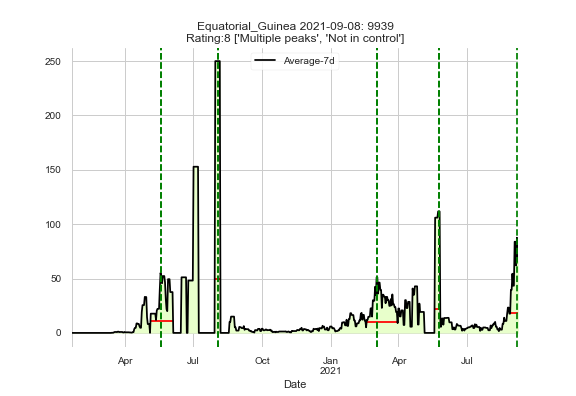 Equatorial_Guinea 2021-09-08: 9939
Rating:8 ['Multiple peaks', 'Not in control']
Average-7d
250
200
150
100
50
0
Apr
Jul
Oct
Jan
2021
Apr
Jul
Date